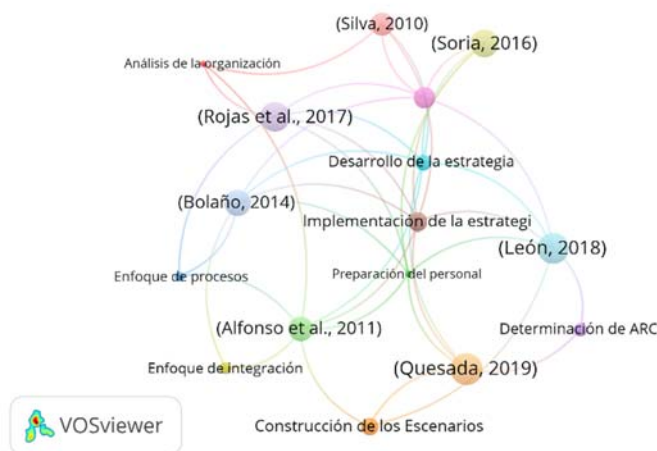 (Silva, 2010)
(Soria, 2016)
Análisis de la organización
(Rojas et al., 2017)
Desarrollo de la estrategia
(Bolaño, 2014)
Implementación de la estrategi
(León, 2018)
Enfoque de procesos
Preparación del personal
(Alfonso et al., 2011)
Determinación de ARC
Enfoque de integración
(Quesada, 2019)
Construcción de los Escenarios
VOSviewer